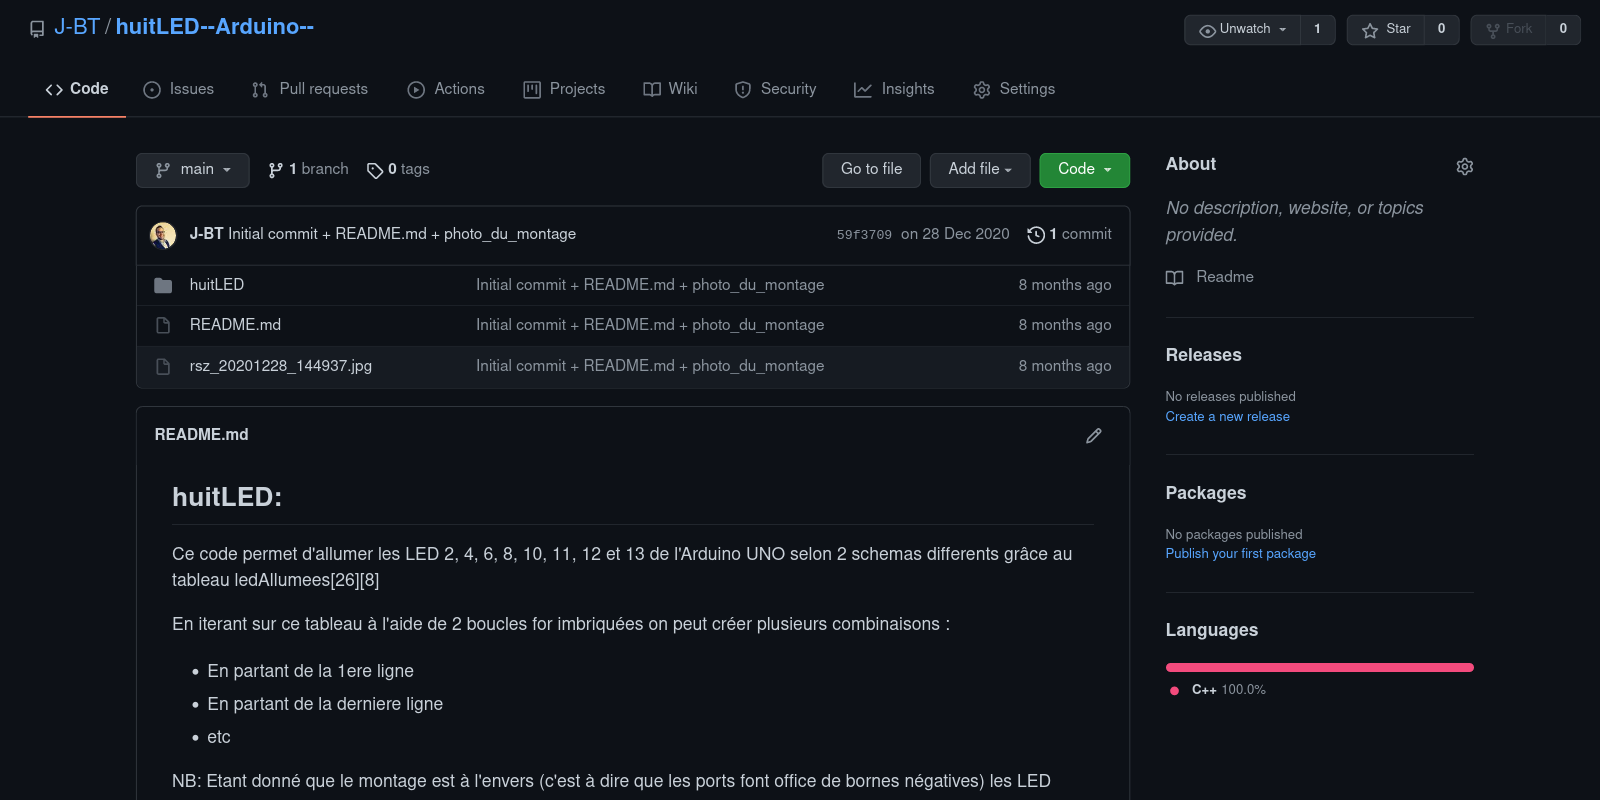 J-BT / huitLED--Arduino--
Unwatch 1 Star 0 Fork 0
Code Issues Pull requests Actions Projects Wiki Security Insights Settings
main 1 branch 0 tags Go to file Add file Code
J-BT Initial commit + README.md + photo_du_montage 59f3709 on 28 Dec 2020 1 commit
huitLED Initial commit + README.md + photo_du_montage 8 months ago
README.md Initial commit + README.md + photo_du_montage 8 months ago
rsz_20201228_144937.jpg Initial commit + README.md + photo_du_montage 8 months ago
README.md
huitLED:
Ce code permet d'allumer les LED 2, 4, 6, 8, 10, 11, 12 et 13 de l'Arduino UNO selon 2 schemas differents grâce au
tableau ledAllumees[26][8]
En iterant sur ce tableau à l'aide de 2 boucles for imbriquées on peut créer plusieurs combinaisons :
• En partant de la 1ere ligne
• En partant de la derniere ligne
• etc
NB: Etant donné que le montage est à l'envers (c'est à dire que les ports font office de bornes négatives) les LED
About
No description, website, or topics
provided.
Readme
Releases
No releases published
Create a new release
Packages
No packages published
Publish your first package
Languages
C++ 100.0%